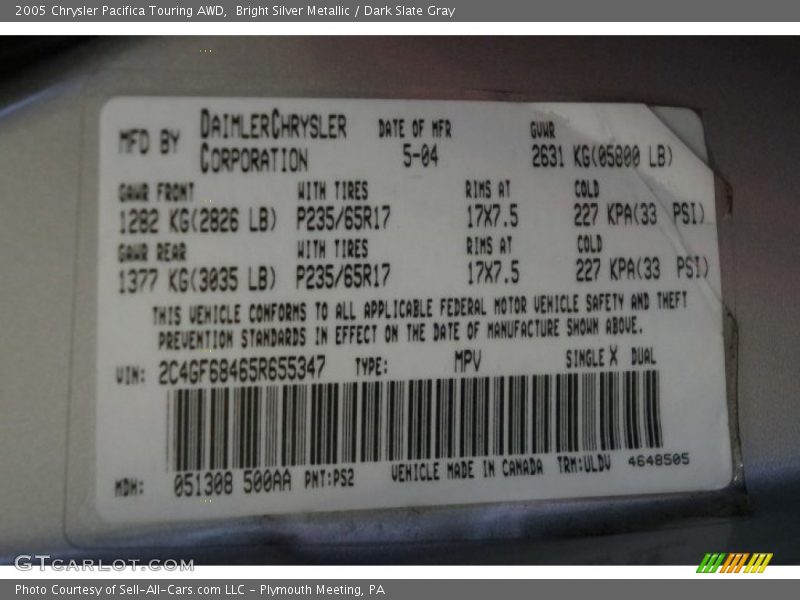 2005 Chrysler Pacifica Touring AWD,  Bright Silver Metallic / Dark Slate Gray
MFD BY DAIMLERCHRYSLER CORPORATION DATE OF MFR 5-04 GVWR 2631 KG(05800 LB)
GAWR FRONT WITH TIRES RIMS AT COLD
1282 KG(2826 LB) P235/65R17 17X7.5 227 KPA(33 PSI)
GAWR REAR WITH TIRES RIMS AT COLD
1377 KG(3035 LB) P235/65R17 17X7.5 227 KPA(33 PSI)
THIS VEHICLE CONFORMS TO ALL APPLICABLE FEDERAL MOTOR VEHICLE SAFETY AND THEFT
PREVENTION STANDARDS IN EFFECT ON THE DATE OF MANUFACTURE SHOWN ABOVE.
VIN: 2C4GF68465R655347 TYPE: MPV SINGLE X DUAL
MDH: 051308 500AA PNT:PS2 VEHICLE MADE IN CANADA TRM:ULDV 4648505
GTCARLOT.COM
Photo Courtesy of Sell-All-Cars.com LLC - Plymouth Meeting, PA